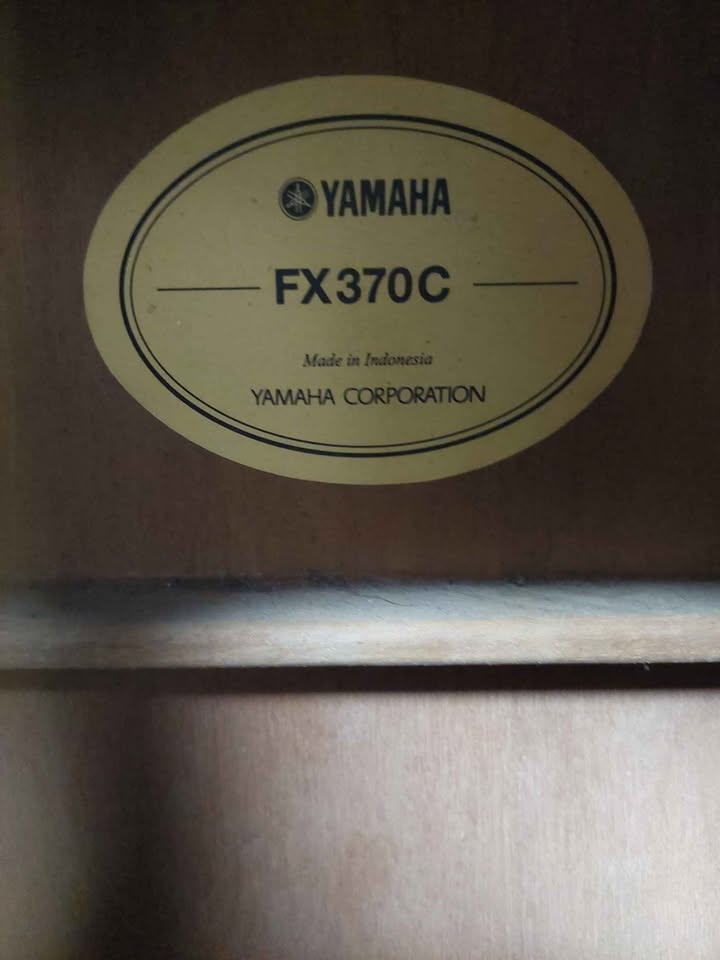 YAMAHA
FX370C
Made in Indonesia
YAMAHA CORPORATION